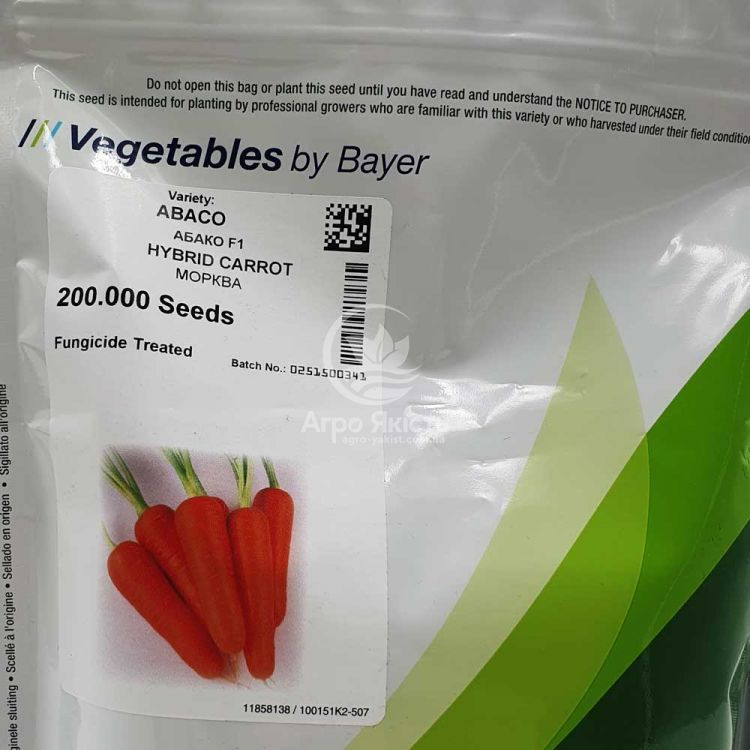 Do not open this bag or plant this seed until you have read and understand the NOTICE TO PURCHASER.
This seed is intended for planting by professional growers who are familiar with this variety or who harvested under their field condition
Vegetables by Bayer
Variety:
ABACO
АБАКО F1
HYBRID CARROT
МОРКВА
200.000 Seeds
Fungicide Treated
Batch No.: 0251500341
Агро Якість
agro-yakist.com.ua
11858138 / 100151K2-507
sluiting • Scellé à l'origine • Sellado en origen • Sigillato all'origine